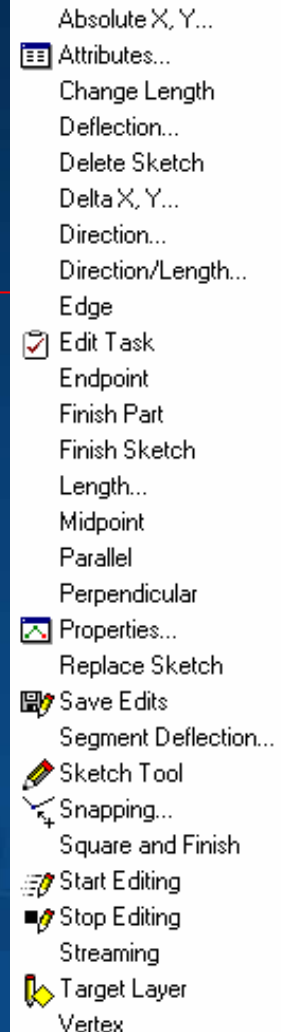 Absolute X, Y...
Attributes...
Change Length
Deflection...
Delete Sketch
Delta X, Y...
Direction...
Direction/Length...
Edge
Edit Task
Endpoint
Finish Part
Finish Sketch
Length...
Midpoint
Parallel
Perpendicular
Properties...
Replace Sketch
Save Edits
Segment Deflection...
Sketch Tool
Snapping...
Square and Finish
Start Editing
Stop Editing
Streaming
Target Layer
Vertex